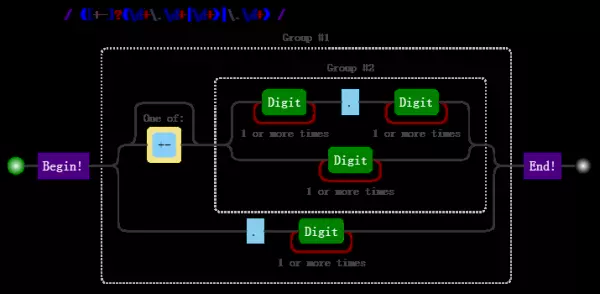 / ([+-]?(\d+\.\d+|\d+)|\.\d+) /
Group #1
Group #2
One of:
+-
Digit . Digit
1 or more times 1 or more times
Digit
1 or more times
Begin! End!
. Digit
1 or more times